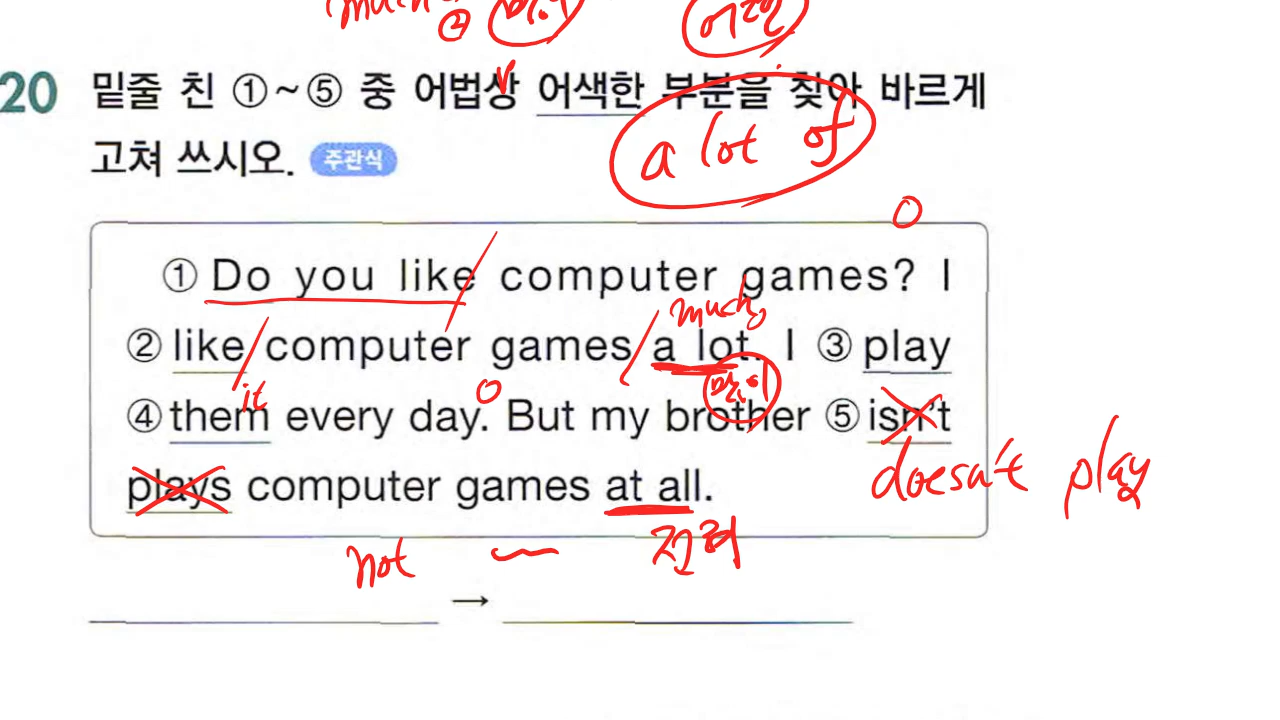 much ② 많이
20 밑줄 친 ①~⑤ 중 어법상 어색한 부분을 찾아 바르게
고쳐 쓰시오. 주관식
a lot of
① Do you like computer games? I
much
② like computer games a lot. I ③ play
it 많이
④ them every day. But my brother ⑤ isn't
doesn't play
plays computer games at all.
not 전혀
→